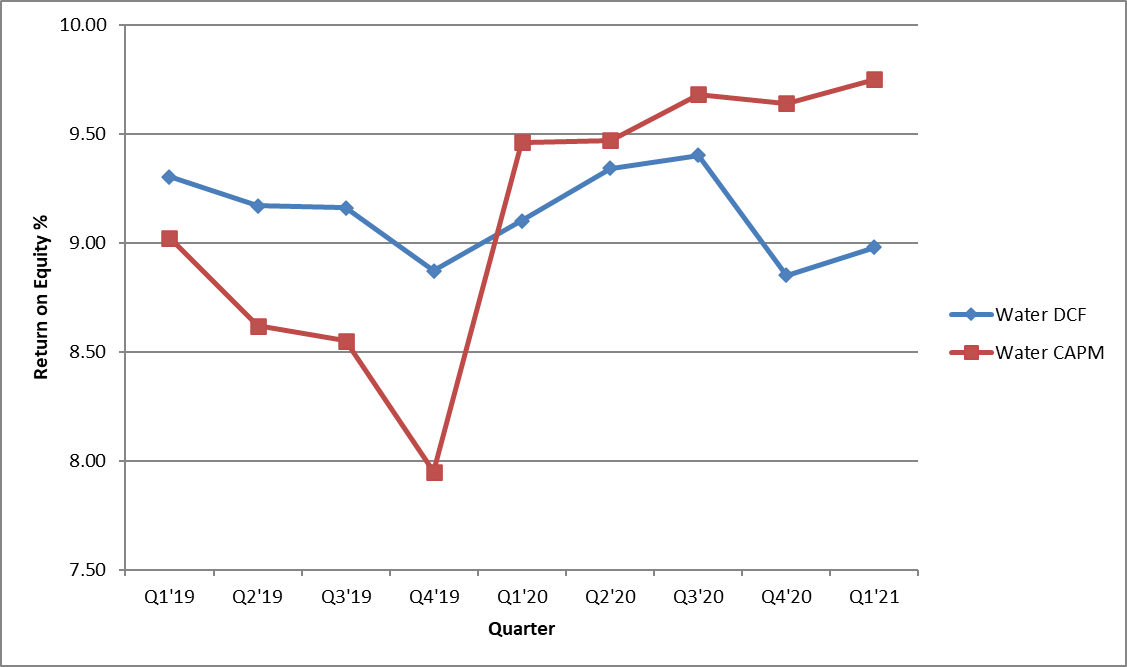 10.00
9.50
9.00
8.50
8.00
7.50
Return on Equity %
Q1'19 Q2'19 Q3'19 Q4'19 Q1'20 Q2'20 Q3'20 Q4'20 Q1'21
Quarter
Water DCF
Water CAPM